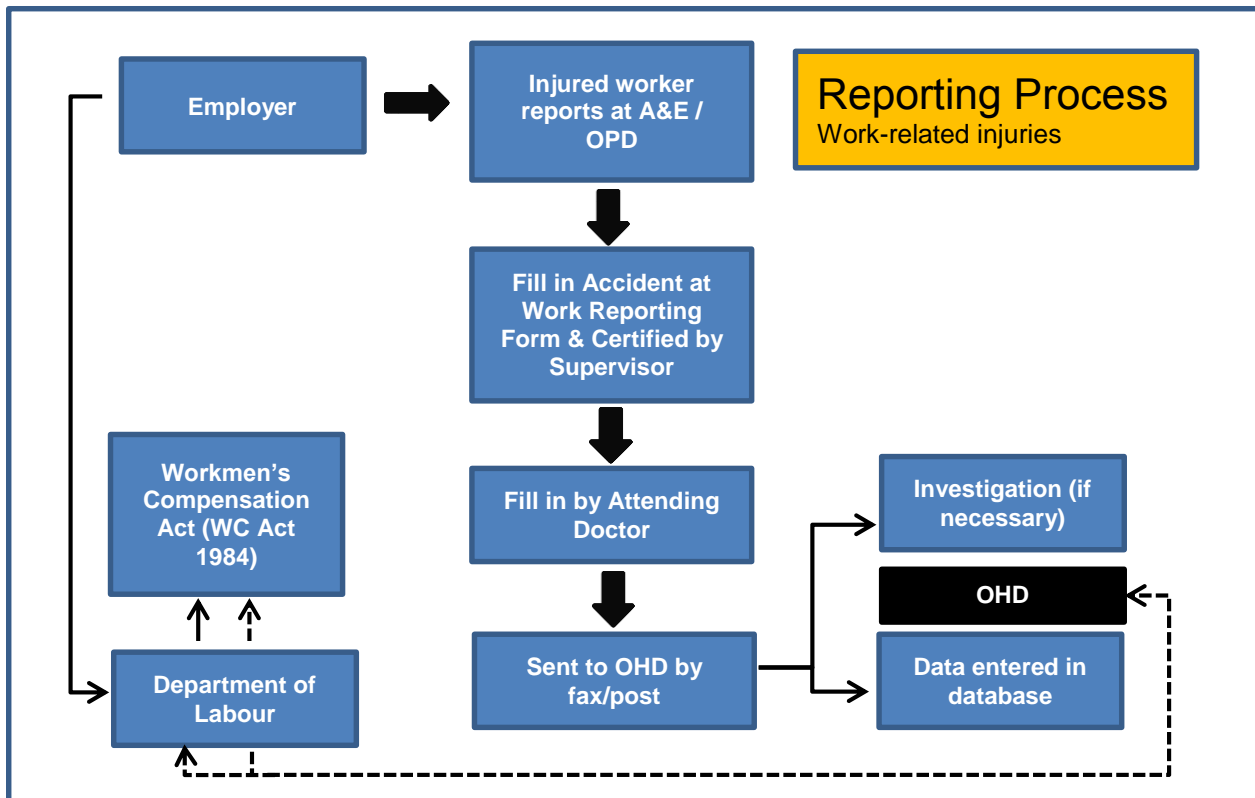 Employer
Injured worker
reports at A&E /
OPD
Reporting Process
Work-related injuries
Fill in Accident at
Work Reporting
Form & Certified by
Supervisor
Workmen’s
Compensation
Act (WC Act
1984)
Fill in by Attending
Doctor
Investigation (if
necessary)
OHD
Department of
Labour
Sent to OHD by
fax/post
Data entered in
database